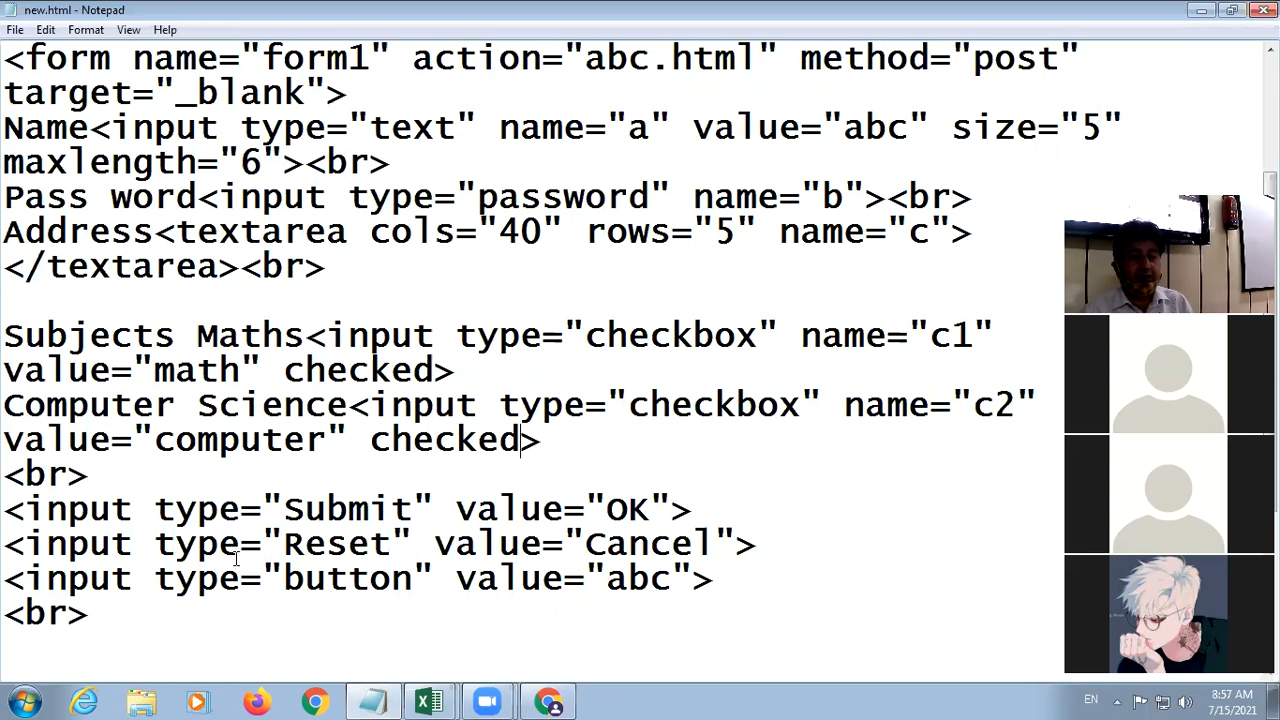 new.html - Notepad
File Edit Format View Help
<form name="form1" action="abc.html" method="post"
target="_blank">
Name<input type="text" name="a" value="abc" size="5"
maxlength="6"><br>
Pass word<input type="password" name="b"><br>
Address<textarea cols="40" rows="5" name="c">
</textarea><br>
Subjects Maths<input type="checkbox" name="c1"
value="math" checked>
Computer Science<input type="checkbox" name="c2"
value="computer" checked>
<br>
<input type="Submit" value="OK">
<input type="Reset" value="Cancel">
<input type="button" value="abc">
<br>
EN
8:57 AM
7/15/2021